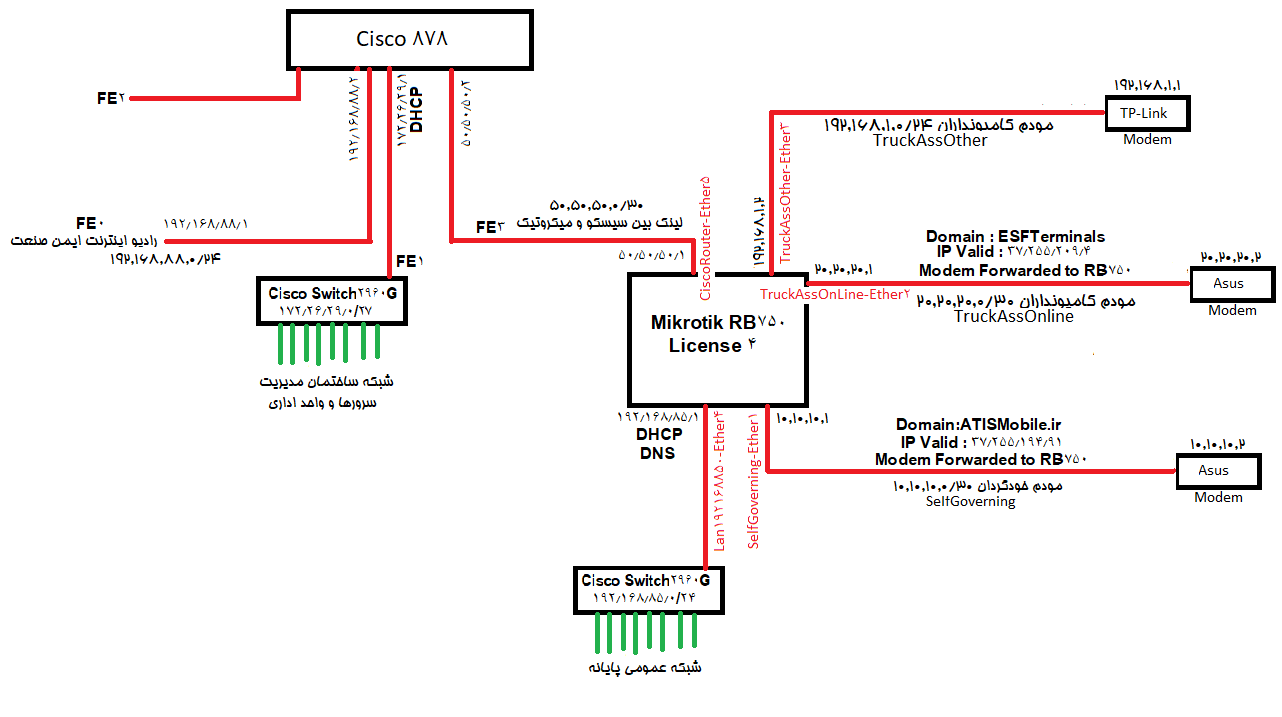 Cisco ۸۷۸
FE۲
۱۹۲/۱۶۸/۸۸/۲
۱۷۲/۲۶/۲۹/۱
DHCP
۵۰/۵۰/۵۰/۲
FE۰
۱۹۲/۱۶۸/۸۸/۱
رادیو اینترنت ایمن صنعت
۱۹۲,۱۶۸,۸۸,۰/۲۴
FE۱
Cisco Switch۲۹۶۰G
۱۷۲/۲۶/۲۹/۰/۲۷
شبکه ساختمان مدیریت
سرورها و واحد اداری
۵۰,۵۰,۵۰,۰/۳۰
لینک بین سیسکو و میکروتیک
FE۳
۵۰/۵۰/۵۰/۱
CiscoRouter-Ether۵
۱۹۲,۱۶۸,۱,۲
TruckAssOther-Ether۳
۱۹۲,۱۶۸,۱,۱
TP-Link
Modem
مودم کامیونداران ۱۹۲,۱۶۸,۱,۰/۲۴
TruckAssOther
Domain : ESFTerminals
IP Valid : ۳۷/۲۵۵/۲۰۹/۴
Modem Forwarded to RB۷۵۰
۲۰,۲۰,۲۰,۱
۲۰,۲۰,۲۰,۲
Asus
Modem
TruckAssOnLine-Ether۲
مودم کامیونداران ۲۰,۲۰,۲۰,۰/۳۰
TruckAssOnline
Mikrotik RB۷۵۰
License ۴
۱۹۲/۱۶۸/۸۵/۱
DHCP
DNS
Lan۱۹۲۱۶۸۸۵۰-Ether۴
SelfGoverning-Ether۱
۱۰,۱۰,۱۰,۱
Domain:ATISMobile.ir
IP Valid : ۳۷/۲۵۵/۱۹۴/۹۱
Modem Forwarded to RB۷۵۰
۱۰,۱۰,۱۰,۲
Asus
Modem
مودم خودگردان ۱۰,۱۰,۱۰,۰/۳۰
SelfGoverning
Cisco Switch۲۹۶۰G
۱۹۲/۱۶۸/۸۵/۰/۲۴
شبکه عمومی پایانه